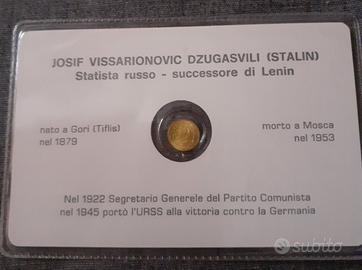 JOSIF VISSARIONOVIC DZUGASVILI (STALIN)
Statista russo - successore di Lenin
nato a Gori (Tiflis)
nel 1879
morto a Mosca
nel 1953
Nel 1922 Segretario Generele del Partito Comunista
nel 1945 portò l'URSS alla vittoria contro la Germania
subito